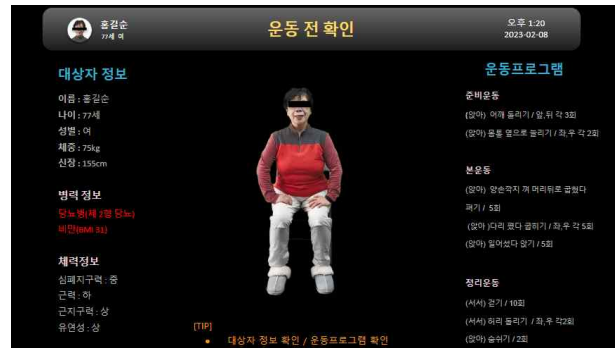 홍길순
77세 여
운동 전 확인
오후 1:20
2023-02-08
대상자 정보
이름 : 홍길순
나이 : 77세
성별 : 여
체중 : 75kg
신장 : 155cm
병력 정보
당뇨병(제 2형 당뇨)
비만(BMI 31)
체력정보
심폐지구력 : 중
근력 : 하
근지구력 : 상
유연성 : 상
[TIP]
• 대상자 정보 확인 / 운동프로그램 확인
운동프로그램
준비운동
(앉아) 어깨 돌리기 / 앞,뒤 각 3회
(앉아) 몸통 옆으로 돌리기 / 좌,우 각 2회
본운동
(앉아) 양손깍지 껴 머리뒤로 굽혔다
펴기 / 5회
(앉아 )다리 폈다 굽히기 / 좌,우 각 5회
(앉아) 일어섰다 앉기 / 5회
정리운동
(서서) 걷기 / 10회
(서서) 허리 돌리기 / 좌,우 각2회
(앉아) 숨쉬기 / 2회